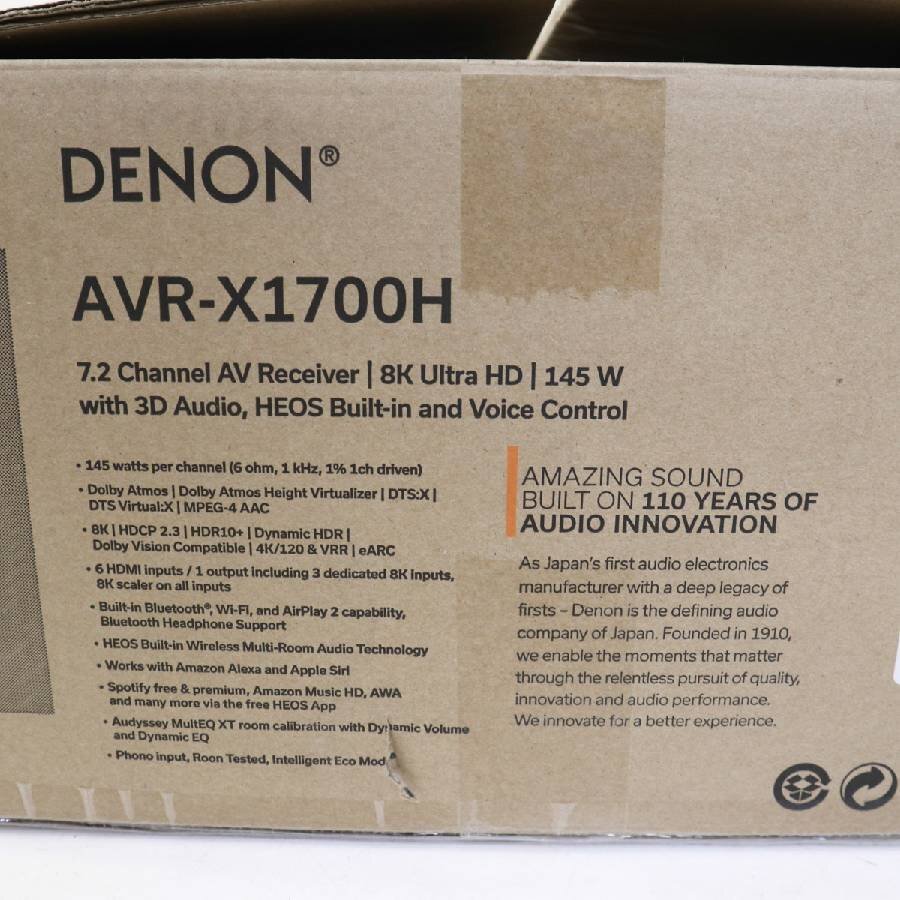 DENON®
AVR-X1700H
7.2 Channel AV Receiver | 8K Ultra HD | 145 W
with 3D Audio, HEOS Built-in and Voice Control
• 145 watts per channel (6 ohm, 1 kHz, 1% 1ch driven)
• Dolby Atmos | Dolby Atmos Height Virtualizer | DTS:X |
DTS Virtual:X | MPEG-4 AAC
• 8K | HDCP 2.3 | HDR10+ | Dynamic HDR |
Dolby Vision Compatible | 4K/120 & VRR | eARC
• 6 HDMI inputs / 1 output including 3 dedicated 8K inputs,
8K scaler on all inputs
• Built-in Bluetooth®, Wi-Fi, and AirPlay 2 capability,
Bluetooth Headphone Support
• HEOS Built-in Wireless Multi-Room Audio Technology
• Works with Amazon Alexa and Apple Siri
• Spotify free & premium, Amazon Music HD, AWA
and many more via the free HEOS App
• Audyssey MultEQ XT room calibration with Dynamic Volume
and Dynamic EQ
• Phono input, Roon Tested, Intelligent Eco Mod
AMAZING SOUND
BUILT ON 110 YEARS OF
AUDIO INNOVATION
As Japan's first audio electronics
manufacturer with a deep legacy of
firsts – Denon is the defining audio
company of Japan. Founded in 1910,
we enable the moments that matter
through the relentless pursuit of quality,
innovation and audio performance.
We innovate for a better experience.